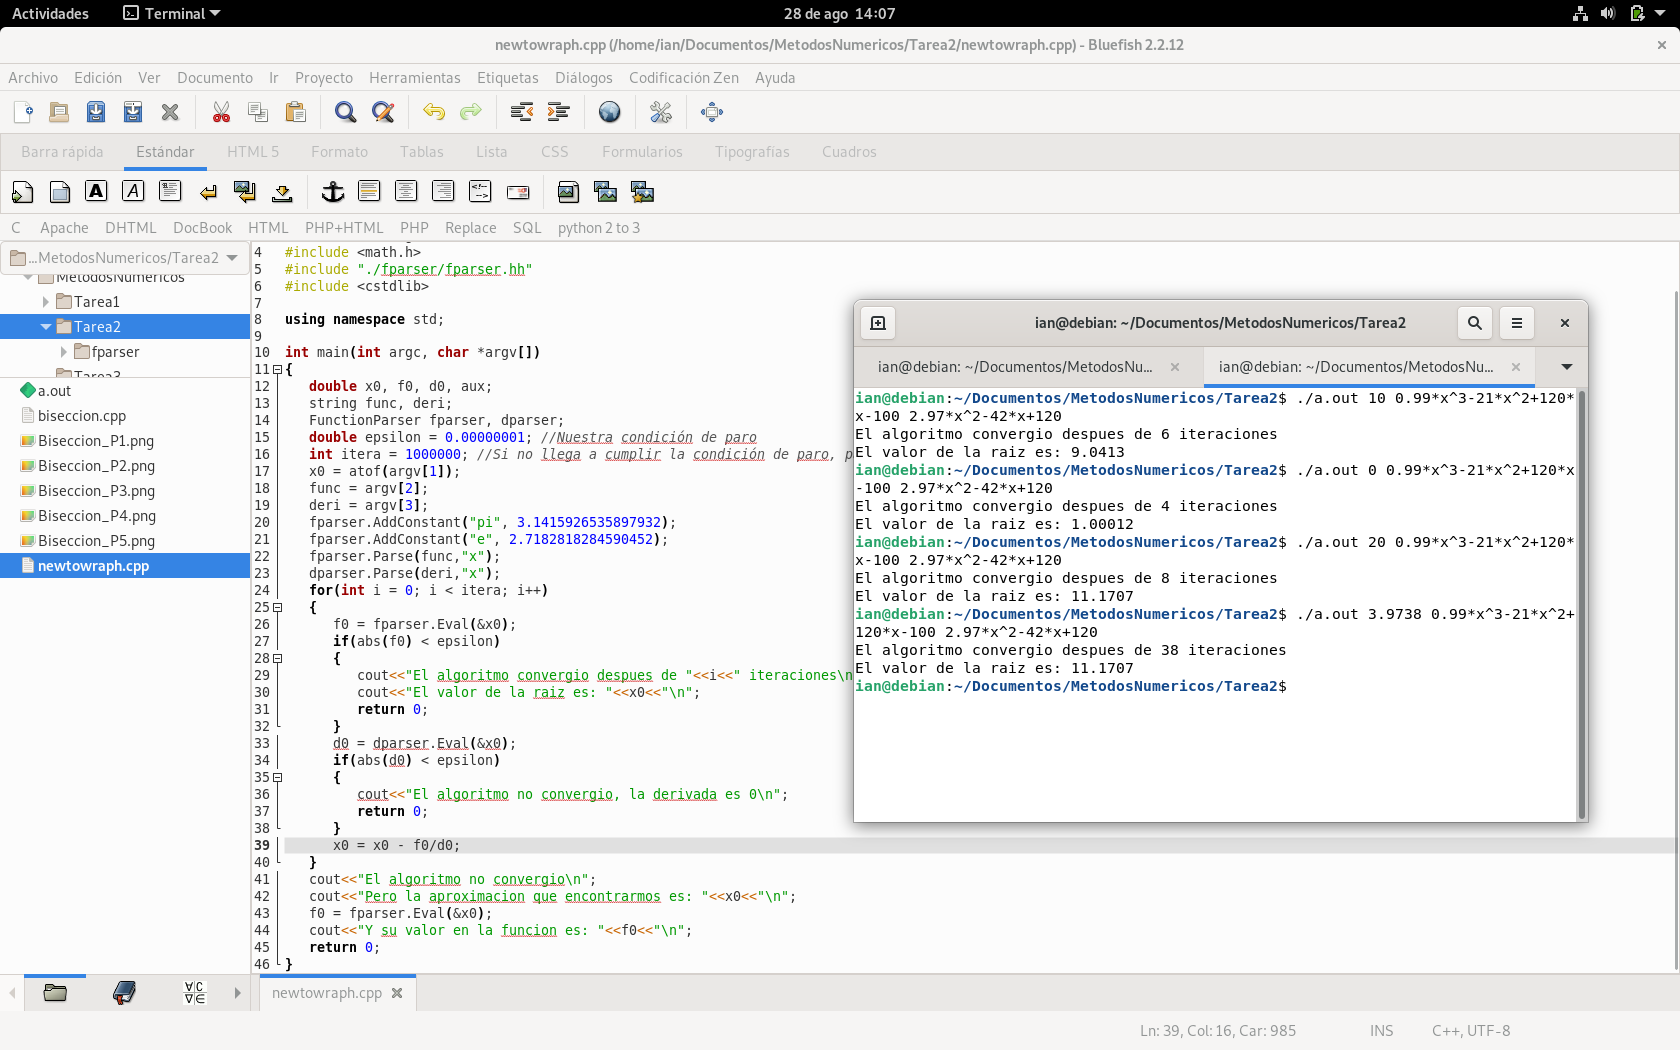 Actividades
Terminal
28 de ago 14:07
newtowraph.cpp (/home/ian/Documentos/MetodosNumericos/Tarea2/newtowraph.cpp) - Bluefish 2.2.12
Archivo Edición Ver Documento Ir Proyecto Herramientas Etiquetas Diálogos Codificación Zen Ayuda
Barra rápida Estándar HTML 5 Formato Tablas Lista CSS Formularios Tipografías Cuadros
C Apache DHTML DocBook HTML PHP+HTML PHP Replace SQL python 2 to 3
...MetodosNumericos/Tarea2
MetodosNumericos
Tarea1
Tarea2
fparser
Tarea3
a.out
biseccion.cpp
Biseccion_P1.png
Biseccion_P2.png
Biseccion_P3.png
Biseccion_P4.png
Biseccion_P5.png
newtowraph.cpp
4 #include <math.h>
5 #include "./fparser/fparser.hh"
6 #include <cstdlib>
7
8 using namespace std;
9
10 int main(int argc, char *argv[])
11 {
12 double x0, f0, d0, aux;
13 string func, deri;
14 FunctionParser fparser, dparser;
15 double epsilon = 0.00000001; //Nuestra condición de paro
16 int itera = 1000000; //Si no llega a cumplir la condición de paro, p
17 x0 = atof(argv[1]);
18 func = argv[2];
19 deri = argv[3];
20 fparser.AddConstant("pi", 3.1415926535897932);
21 fparser.AddConstant("e", 2.7182818284590452);
22 fparser.Parse(func,"x");
23 dparser.Parse(deri,"x");
24 for(int i = 0; i < itera; i++)
25 {
26 f0 = fparser.Eval(&x0);
27 if(abs(f0) < epsilon)
28 {
29 cout<<"El algoritmo convergio despues de "<<i<<" iteraciones\n
30 cout<<"El valor de la raiz es: "<<x0<<"\n";
31 return 0;
32 }
33 d0 = dparser.Eval(&x0);
34 if(abs(d0) < epsilon)
35 {
36 cout<<"El algoritmo no convergio, la derivada es 0\n";
37 return 0;
38 }
39 x0 = x0 - f0/d0;
40 }
41 cout<<"El algoritmo no convergio\n";
42 cout<<"Pero la aproximacion que encontrarmos es: "<<x0<<"\n";
43 f0 = fparser.Eval(&x0);
44 cout<<"Y su valor en la funcion es: "<<f0<<"\n";
45 return 0;
46 }
ian@debian: ~/Documentos/MetodosNumericos/Tarea2
ian@debian: ~/Documentos/MetodosNu...
ian@debian: ~/Documentos/MetodosNu...
ian@debian:~/Documentos/MetodosNumericos/Tarea2$ ./a.out 10 0.99*x^3-21*x^2+120*
x-100 2.97*x^2-42*x+120
El algoritmo convergio despues de 6 iteraciones
El valor de la raiz es: 9.0413
ian@debian:~/Documentos/MetodosNumericos/Tarea2$ ./a.out 0 0.99*x^3-21*x^2+120*x
-100 2.97*x^2-42*x+120
El algoritmo convergio despues de 4 iteraciones
El valor de la raiz es: 1.00012
ian@debian:~/Documentos/MetodosNumericos/Tarea2$ ./a.out 20 0.99*x^3-21*x^2+120*
x-100 2.97*x^2-42*x+120
El algoritmo convergio despues de 8 iteraciones
El valor de la raiz es: 11.1707
ian@debian:~/Documentos/MetodosNumericos/Tarea2$ ./a.out 3.9738 0.99*x^3-21*x^2+
120*x-100 2.97*x^2-42*x+120
El algoritmo convergio despues de 38 iteraciones
El valor de la raiz es: 11.1707
ian@debian:~/Documentos/MetodosNumericos/Tarea2$
newtowraph.cpp
Ln: 39, Col: 16, Car: 985 INS C++, UTF-8